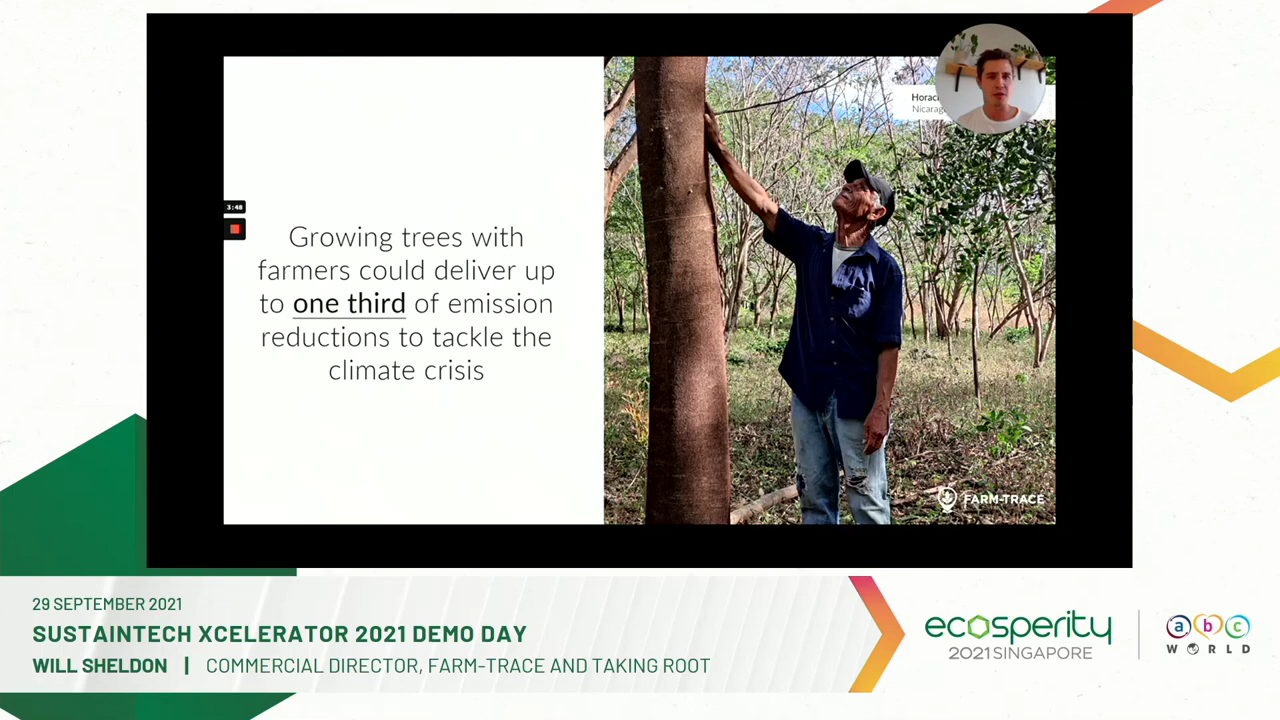 Horaci
Nicarag
3:48
Growing trees with
farmers could deliver up
to one third of emission
reductions to tackle the
climate crisis
FARM-TRACE
29 SEPTEMBER 2021
SUSTAINTECH XCELERATOR 2021 DEMO DAY
WILL SHELDON | COMMERCIAL DIRECTOR, FARM-TRACE AND TAKING ROOT
ecosperity
2021 SINGAPORE
abc
WORLD